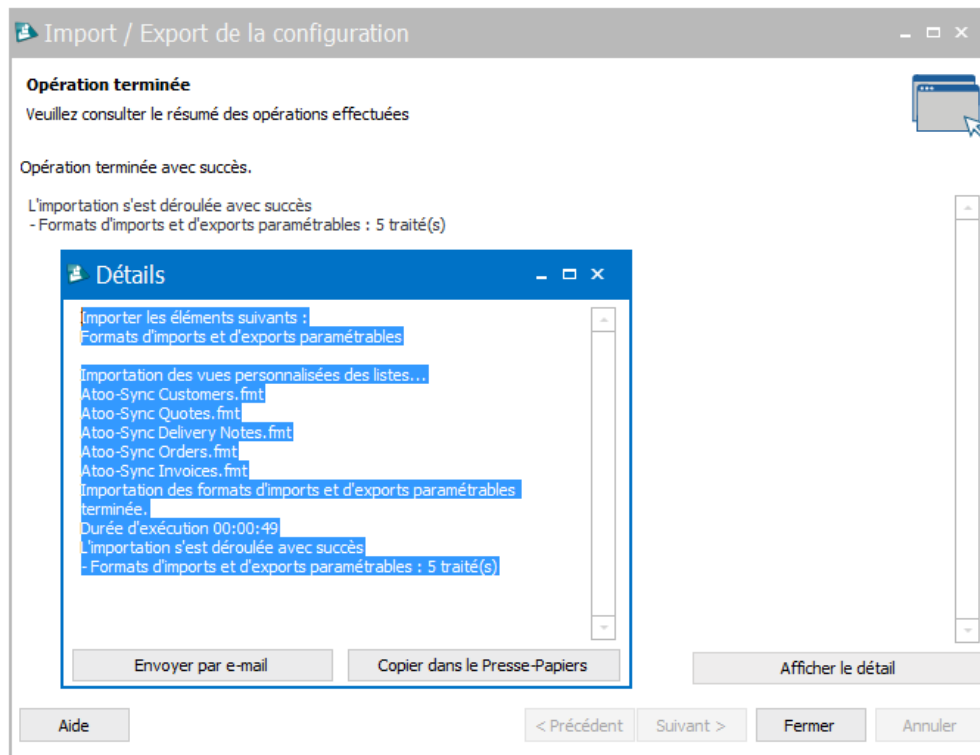 Import / Export de la configuration
Opération terminée
Veuillez consulter le résumé des opérations effectuées
Opération terminée avec succès.
L'importation s'est déroulée avec succès
- Formats d'imports et d'exports paramétrables : 5 traité(s)
Détails
Importer les éléments suivants :
Formats d'imports et d'exports paramétrables
Importation des vues personnalisées des listes...
Atoo-Sync Customers.fmt
Atoo-Sync Quotes.fmt
Atoo-Sync Delivery Notes.fmt
Atoo-Sync Orders.fmt
Atoo-Sync Invoices.fmt
Importation des formats d'imports et d'exports paramétrables
terminée.
Durée d'exécution 00:00:49
L'importation s'est déroulée avec succès
- Formats d'imports et d'exports paramétrables : 5 traité(s)
Envoyer par e-mail
Copier dans le Presse-Papiers
Afficher le détail
Aide
< Précédent
Suivant >
Fermer
Annuler